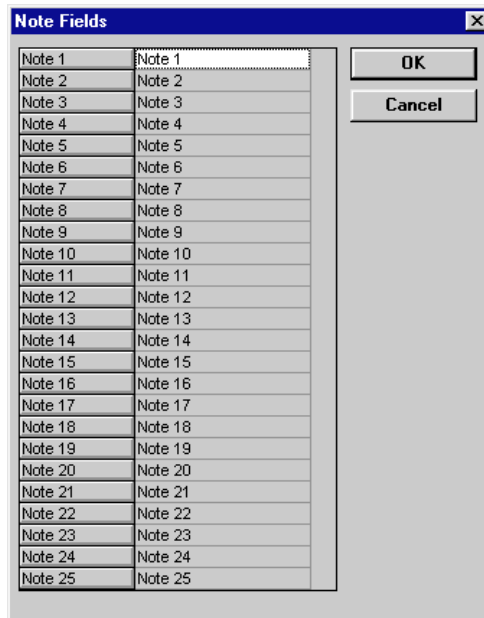 Note Fields
Note 1 Note 1
OK
Note 2 Note 2
Note 3 Note 3
Cancel
Note 4 Note 4
Note 5 Note 5
Note 6 Note 6
Note 7 Note 7
Note 8 Note 8
Note 9 Note 9
Note 10 Note 10
Note 11 Note 11
Note 12 Note 12
Note 13 Note 13
Note 14 Note 14
Note 15 Note 15
Note 16 Note 16
Note 17 Note 17
Note 18 Note 18
Note 19 Note 19
Note 20 Note 20
Note 21 Note 21
Note 22 Note 22
Note 23 Note 23
Note 24 Note 24
Note 25 Note 25